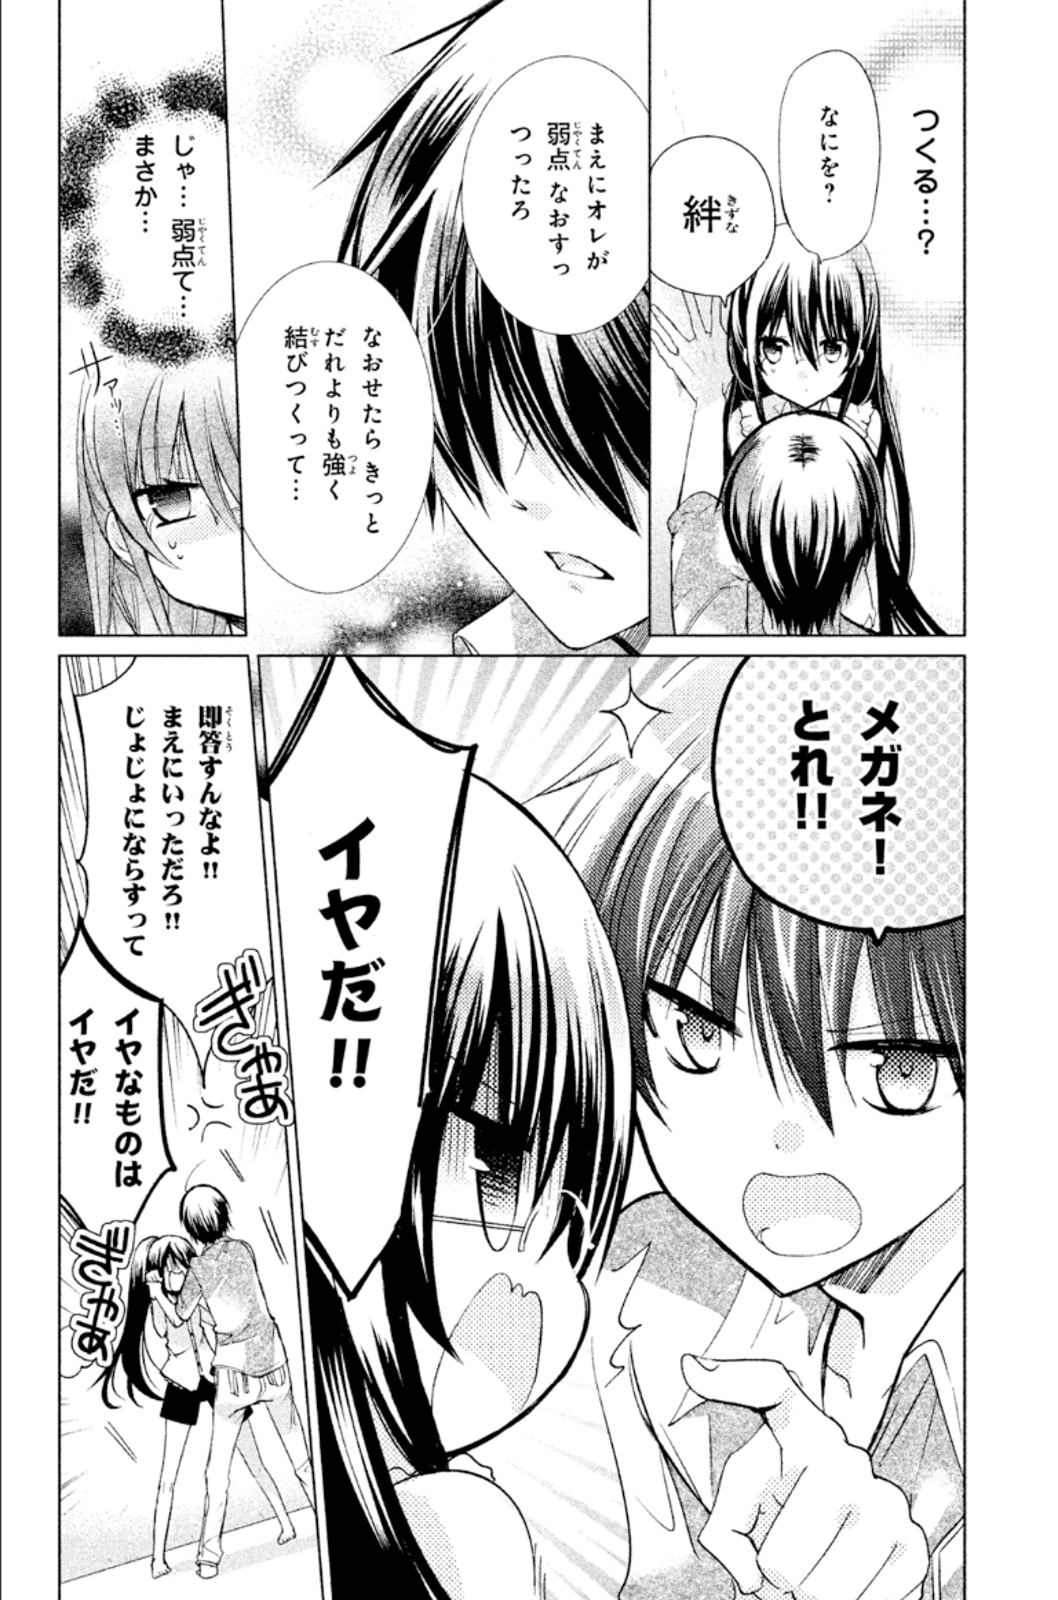 つくる…?
なにを?
絆
まえにオレが
弱点なおすっ
つったろ
なおせたら きっと
だれよりも強く
結びつくって…
じゃ… 弱点て…
まさか…
サアッ…
メガネ!
とれ!!
イヤだ!!
即答すんなよ!!
まえにいっただろ!!
じょじょにならすって
ぎゃあ
イヤなものは
イヤだ!!
ぎゃあ